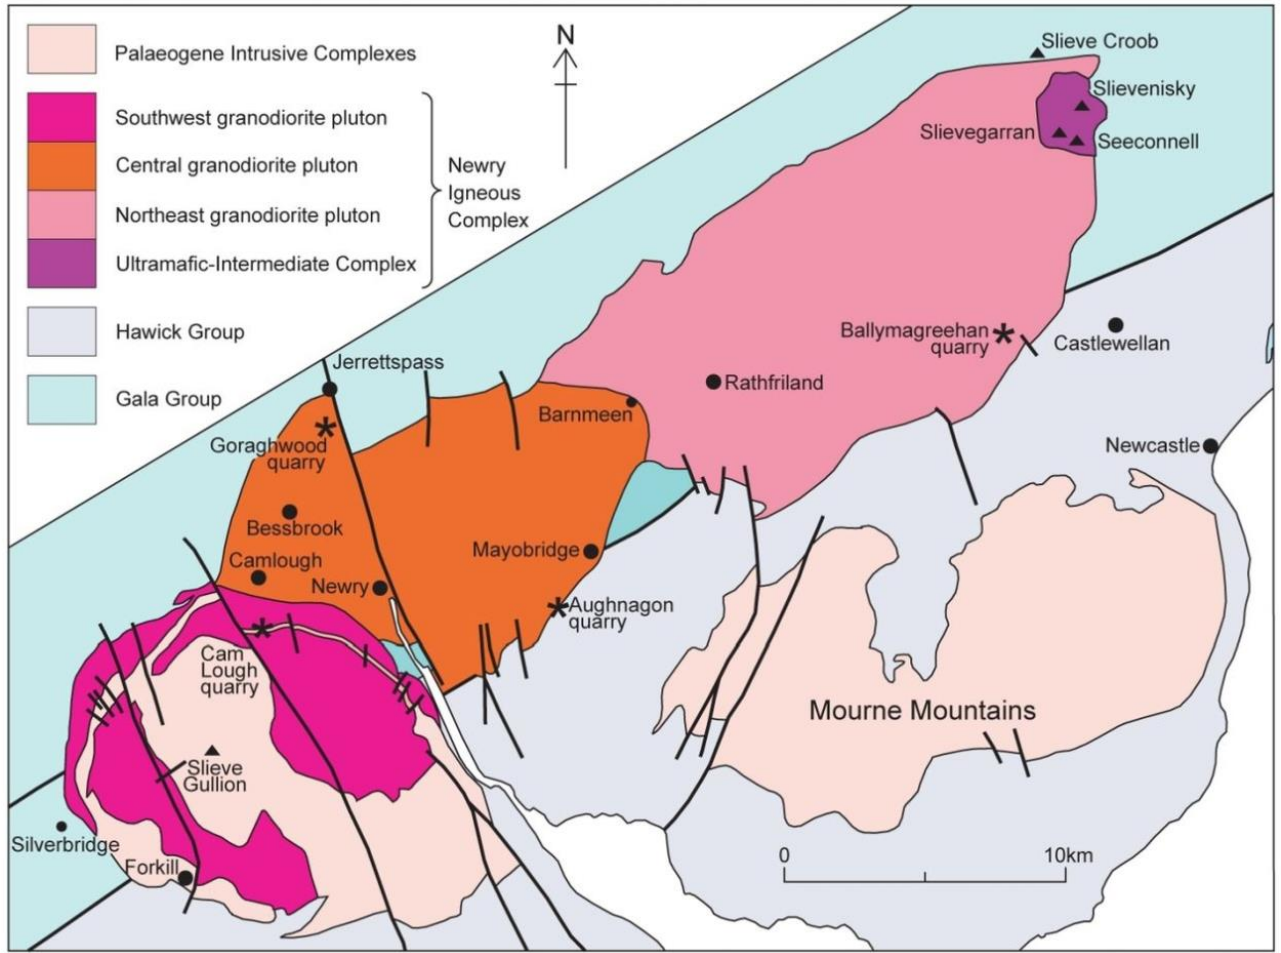 Palaeogene Intrusive Complexes
Southwest granodiorite pluton
Central granodiorite pluton
Northeast granodiorite pluton
Ultramafic-Intermediate Complex
Newry
Igneous
Complex
Hawick Group
Gala Group
N
Slieve Croob
Slievenisky
Slievegarran
Seeconnell
Ballymagreehan
quarry
Castlewellan
Jerrettspass
Rathfriland
Barnmeen
Goraghwood
quarry
Newcastle
Bessbrook
Mayobridge
Camlough
Newry
Aughnagon
quarry
Cam
Lough
quarry
Mourne Mountains
Slieve
Gullion
Silverbridge
Forkill
0
10km